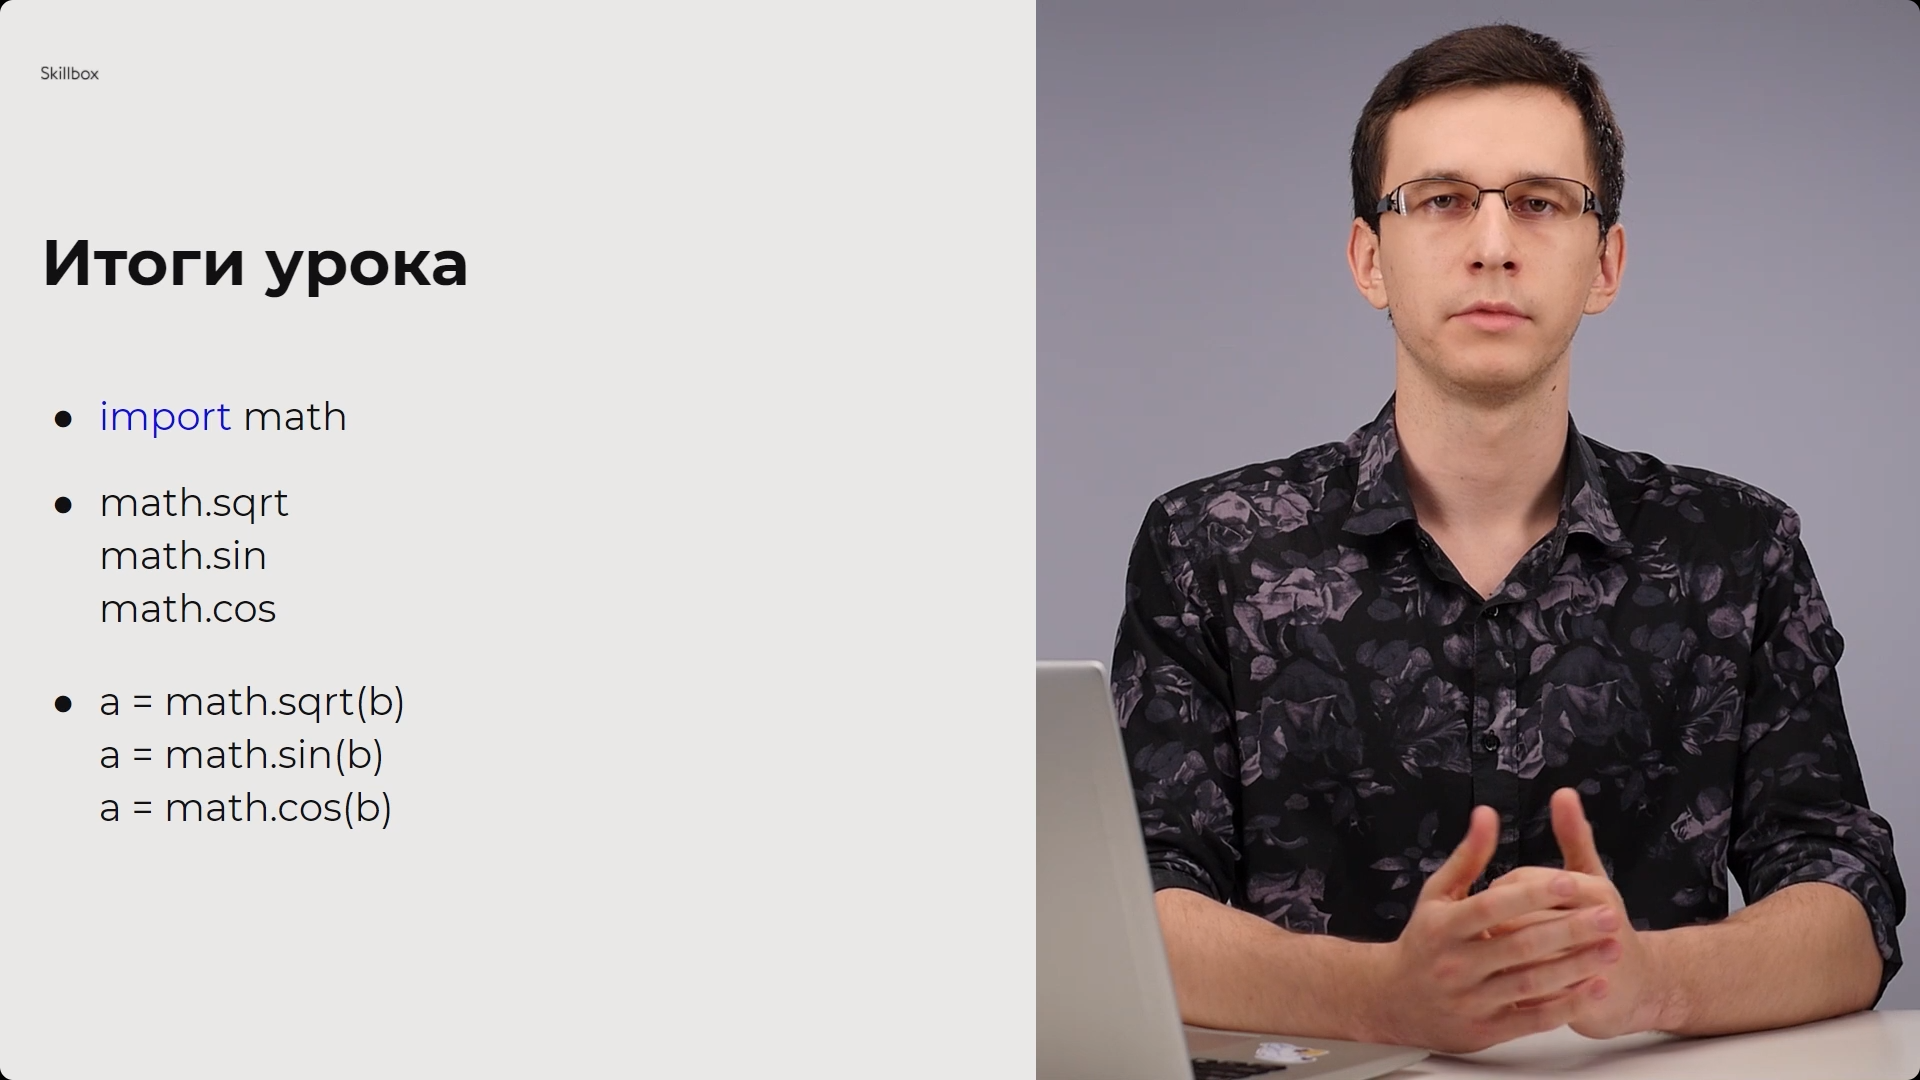 Skillbox
Итоги урока
● import math
● math.sqrt
math.sin
math.cos
● a = math.sqrt(b)
a = math.sin(b)
a = math.cos(b)